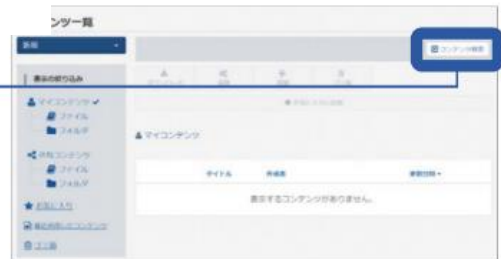 ンツ一覧
新規
コンテンツ検索
表示の絞り込み
マイコンテンツ
ファイル
フォルダ
マイコンテンツ
共有コンテンツ
ファイル
フォルダ
タイトル 作成者 更新日時
表示するコンテンツがありません。
お気に入り
最近利用したコンテンツ
ゴミ箱